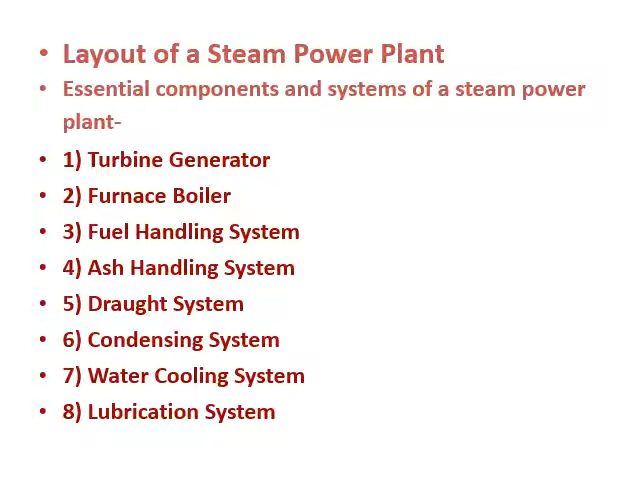 • Layout of a Steam Power Plant
• Essential components and systems of a steam power
plant-
• 1) Turbine Generator
• 2) Furnace Boiler
• 3) Fuel Handling System
• 4) Ash Handling System
• 5) Draught System
• 6) Condensing System
• 7) Water Cooling System
• 8) Lubrication System